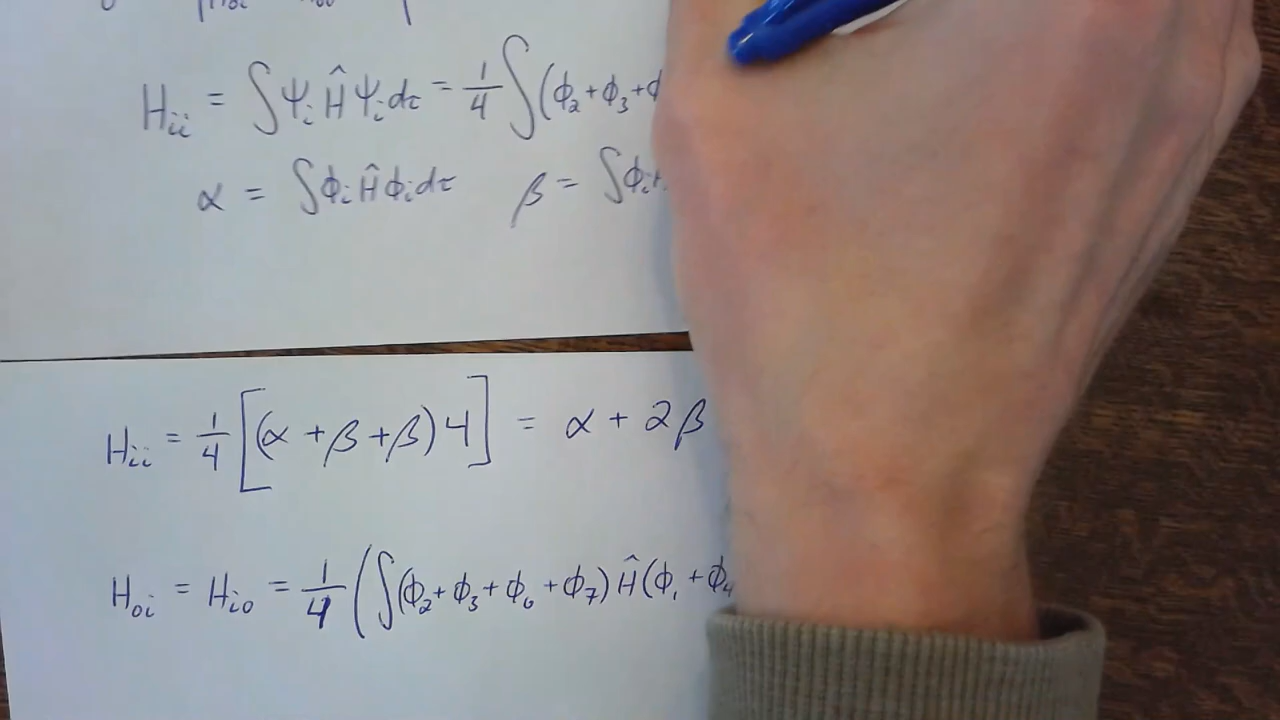 H_ii = ∫ψ_i Ĥ ψ_i dτ = 1/4 ∫(ϕ_2 + ϕ_3 +
α = ∫ϕ_i Ĥ ϕ_i dτ β = ∫ϕ_i
H_ii = 1/4 [(α + β + β) 4] = α + 2β
H_oi = H_io = 1/4 (∫(ϕ_2 + ϕ_3 + ϕ_6 + ϕ_7) Ĥ (ϕ_1 + ϕ_4